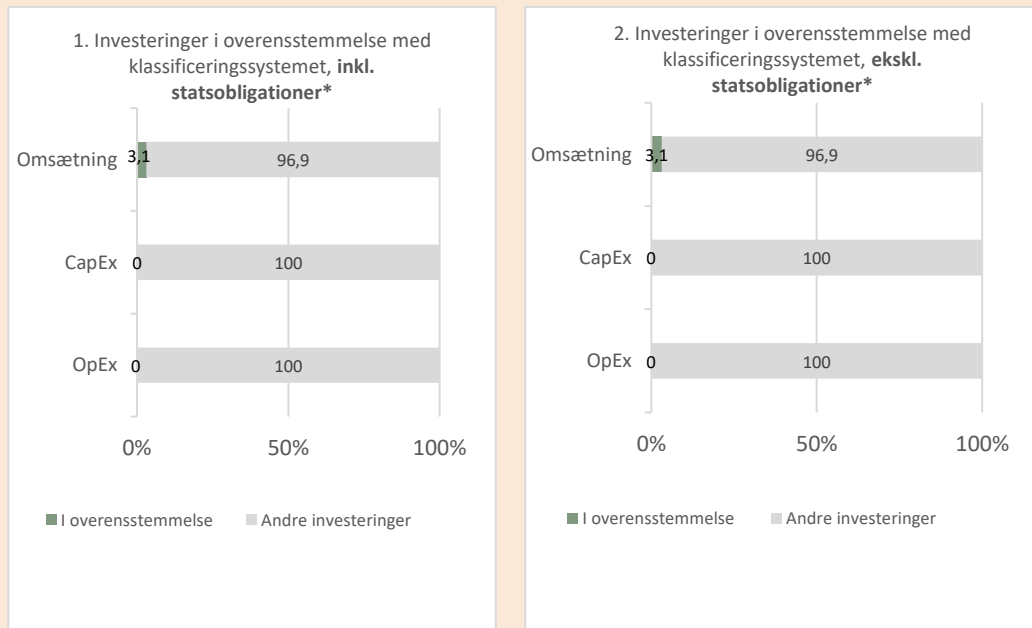 1. Investeringer i overensstemmelse med
klassificeringssystemet, inkl.
statsobligationer*
Omsætning 3,1 96,9
CapEx 0 100
OpEx 0 100
0% 50% 100%
I overensstemmelse Andre investeringer
2. Investeringer i overensstemmelse med
klassificeringssystemet, ekskl.
statsobligationer*
Omsætning 3,1 96,9
CapEx 0 100
OpEx 0 100
0% 50% 100%
I overensstemmelse Andre investeringer